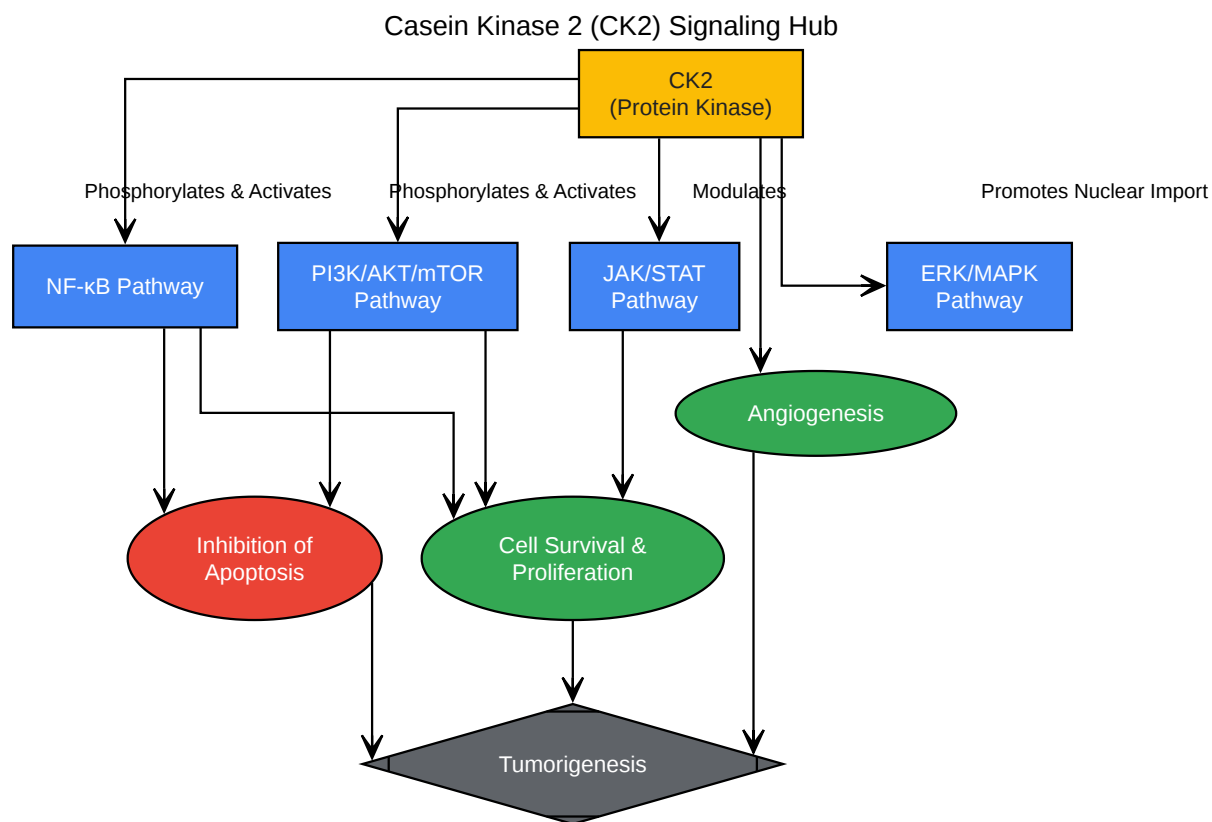 Casein Kinase 2 (CK2) Signaling Hub
CK2
(Protein Kinase)
Phosphorylates & Activates
Phosphorylates & Activates
Modulates
Promotes Nuclear Import
NF-κB Pathway
PI3K/AKT/mTOR
Pathway
JAK/STAT
Pathway
ERK/MAPK
Pathway
Angiogenesis
Inhibition of
Apoptosis
Cell Survival &
Proliferation
Tumorigenesis